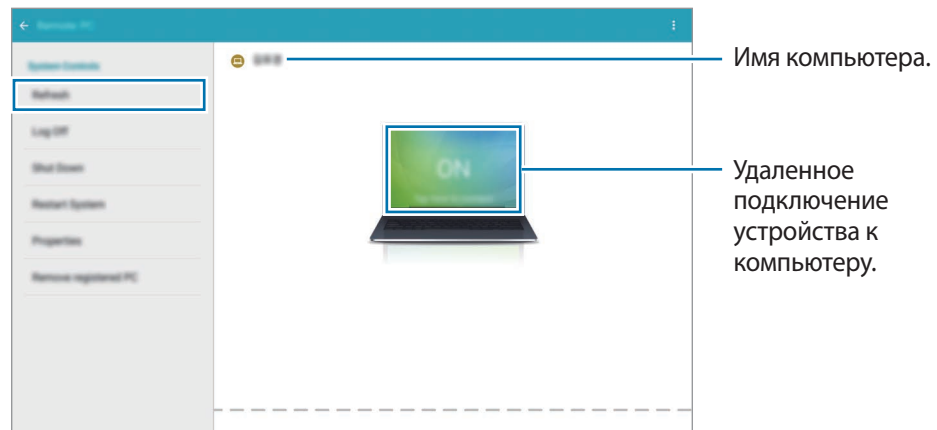 Remote PC
Имя компьютера.
System Controls
Refresh
Log Off
Shut Down
ON
Удаленное
подключение
устройства к
компьютеру.
Restart System
Properties
Remove registered PC